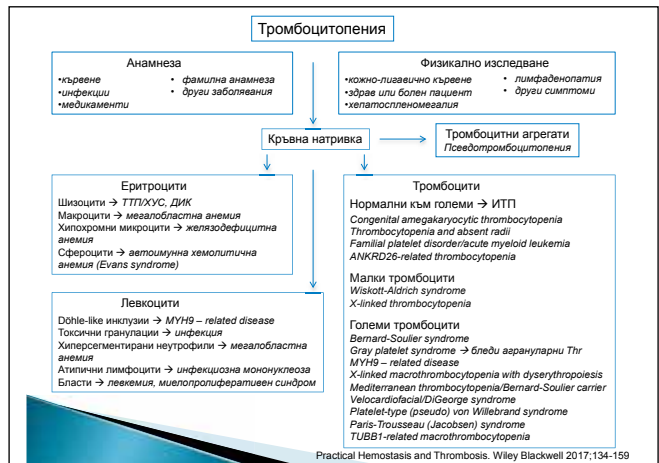 Тромбоцитопения
Анамнеза
•кървене
•инфекции
•медикаменти
• фамилна анамнеза
• други заболявания
Физикално изследване
•кожно-лигавично кървене
•здрав или болен пациент
•хепатоспленомегалия
• лимфаденопатия
• други симптоми
Кръвна натривка
Тромбоцитни агрегати
Псевдотромбоцитопения
Еритроцити
Шизоцити → ТТП/ХУС, ДИК
Макроцити → мегалобластна анемия
Хипохромни микроцити → желязодефицитна
анемия
Сфероцити → автоимунна хемолитична
анемия (Evans syndrome)
Левкоцити
Döhle-like инклузии → MYH9 – related disease
Токсични гранулации → инфекция
Хиперсегментирани неутрофили → мегалобластна
анемия
Атипични лимфоцити → инфекциозна мононуклеоза
Бласти → левкемия, миелопролиферативен синдром
Тромбоцити
Нормални към големи → ИТП
Congenital amegakaryocytic thrombocytopenia
Thrombocytopenia and absent radii
Familial platelet disorder/acute myeloid leukemia
ANKRD26-related thrombocytopenia
Малки тромбоцити
Wiskott-Aldrich syndrome
X-linked thrombocytopenia
Големи тромбоцити
Bernard-Soulier syndrome
Gray platelet syndrome → бледи агрануларни Thr
MYH9 – related disease
X-linked macrothrombocytopenia with dyserythropoiesis
Mediterranean thrombocytopenia/Bernard-Soulier carrier
Velocardiofacial/DiGeorge syndrome
Platelet-type (pseudo) von Willebrand syndrome
Paris-Trousseau (Jacobsen) syndrome
TUBB1-related macrothrombocytopenia
Practical Hemostasis and Thrombosis. Wiley Blackwell 2017;134-159